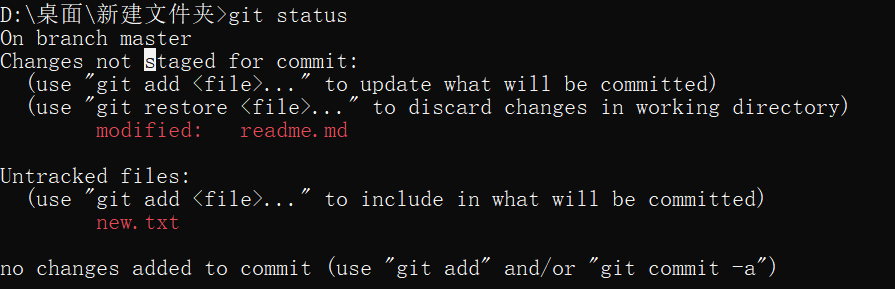 D:\桌面\新建文件夹>git status
On branch master
Changes not staged for commit:
  (use "git add <file>..." to update what will be committed)
  (use "git restore <file>..." to discard changes in working directory)
        modified:   readme.md

Untracked files:
  (use "git add <file>..." to include in what will be committed)
        new.txt

no changes added to commit (use "git add" and/or "git commit -a")